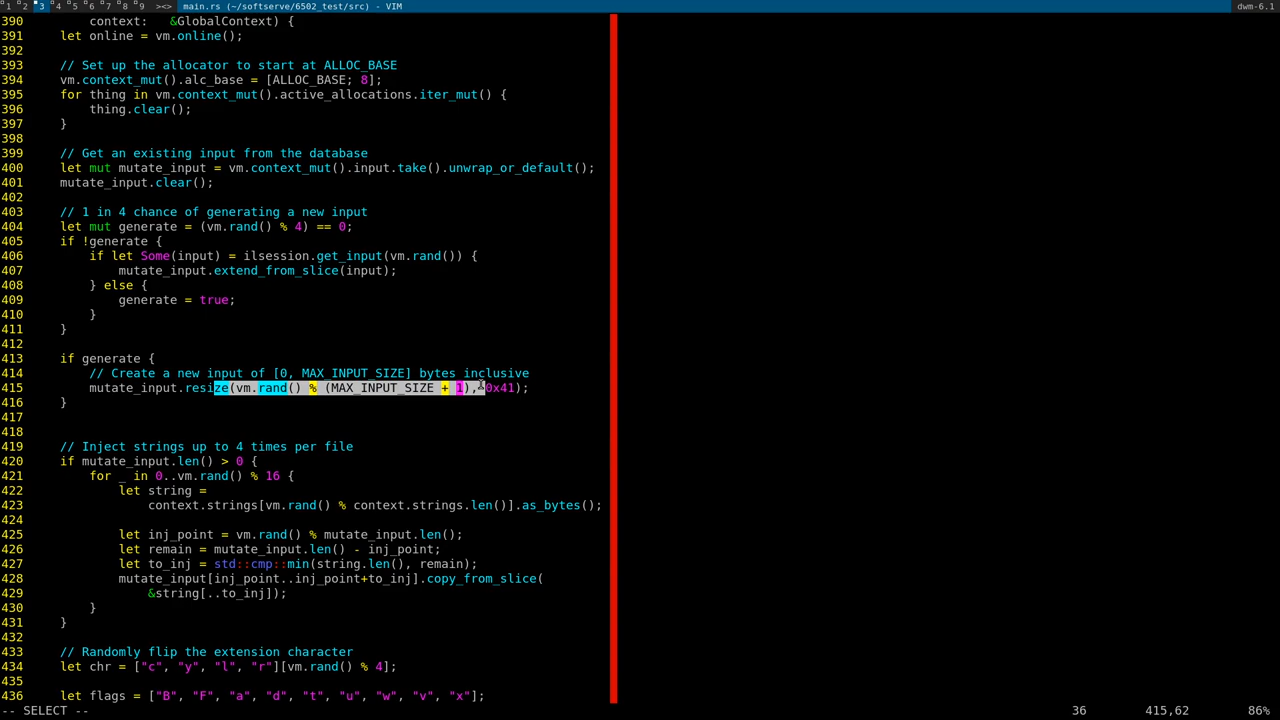 1 2 3 4 5 6 7 8 9 ><> main.rs (~/softserve/6502_test/src) - VIM dwm-6.1
390         context:   &GlobalContext) {
391     let online = vm.online();
392
393     // Set up the allocator to start at ALLOC_BASE
394     vm.context_mut().alc_base = [ALLOC_BASE; 8];
395     for thing in vm.context_mut().active_allocations.iter_mut() {
396         thing.clear();
397     }
398
399     // Get an existing input from the database
400     let mut mutate_input = vm.context_mut().input.take().unwrap_or_default();
401     mutate_input.clear();
402
403     // 1 in 4 chance of generating a new input
404     let mut generate = (vm.rand() % 4) == 0;
405     if !generate {
406         if let Some(input) = ilsession.get_input(vm.rand()) {
407             mutate_input.extend_from_slice(input);
408         } else {
409             generate = true;
410         }
411     }
412
413     if generate {
414         // Create a new input of [0, MAX_INPUT_SIZE] bytes inclusive
415         mutate_input.resize(vm.rand() % (MAX_INPUT_SIZE + 1), 0x41);
416     }
417
418
419     // Inject strings up to 4 times per file
420     if mutate_input.len() > 0 {
421         for _ in 0..vm.rand() % 16 {
422             let string =
423                 context.strings[vm.rand() % context.strings.len()].as_bytes();
424
425             let inj_point = vm.rand() % mutate_input.len();
426             let remain = mutate_input.len() - inj_point;
427             let to_inj = std::cmp::min(string.len(), remain);
428             mutate_input[inj_point..inj_point+to_inj].copy_from_slice(
429                 &string[..to_inj]);
430         }
431     }
432
433     // Randomly flip the extension character
434     let chr = ["c", "y", "l", "r"][vm.rand() % 4];
435
436     let flags = ["B", "F", "a", "d", "t", "u", "w", "v", "x"];
-- SELECT -- 36 415,62 86%